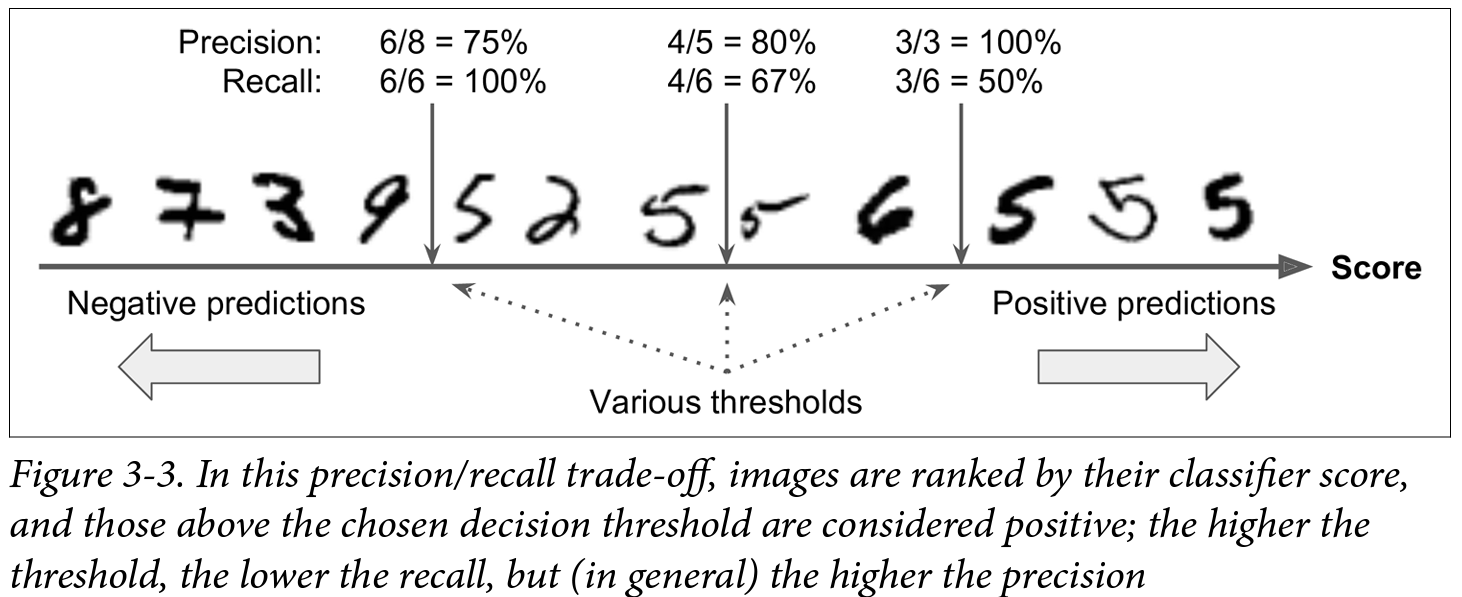 Precision: 6/8 = 75% 4/5 = 80% 3/3 = 100%
Recall: 6/6 = 100% 4/6 = 67% 3/6 = 50%
8 7 3 9 5 2 5 5 6 5 5 5
Score
Negative predictions Positive predictions
Various thresholds
Figure 3-3. In this precision/recall trade-off, images are ranked by their classifier score,
and those above the chosen decision threshold are considered positive; the higher the
threshold, the lower the recall, but (in general) the higher the precision